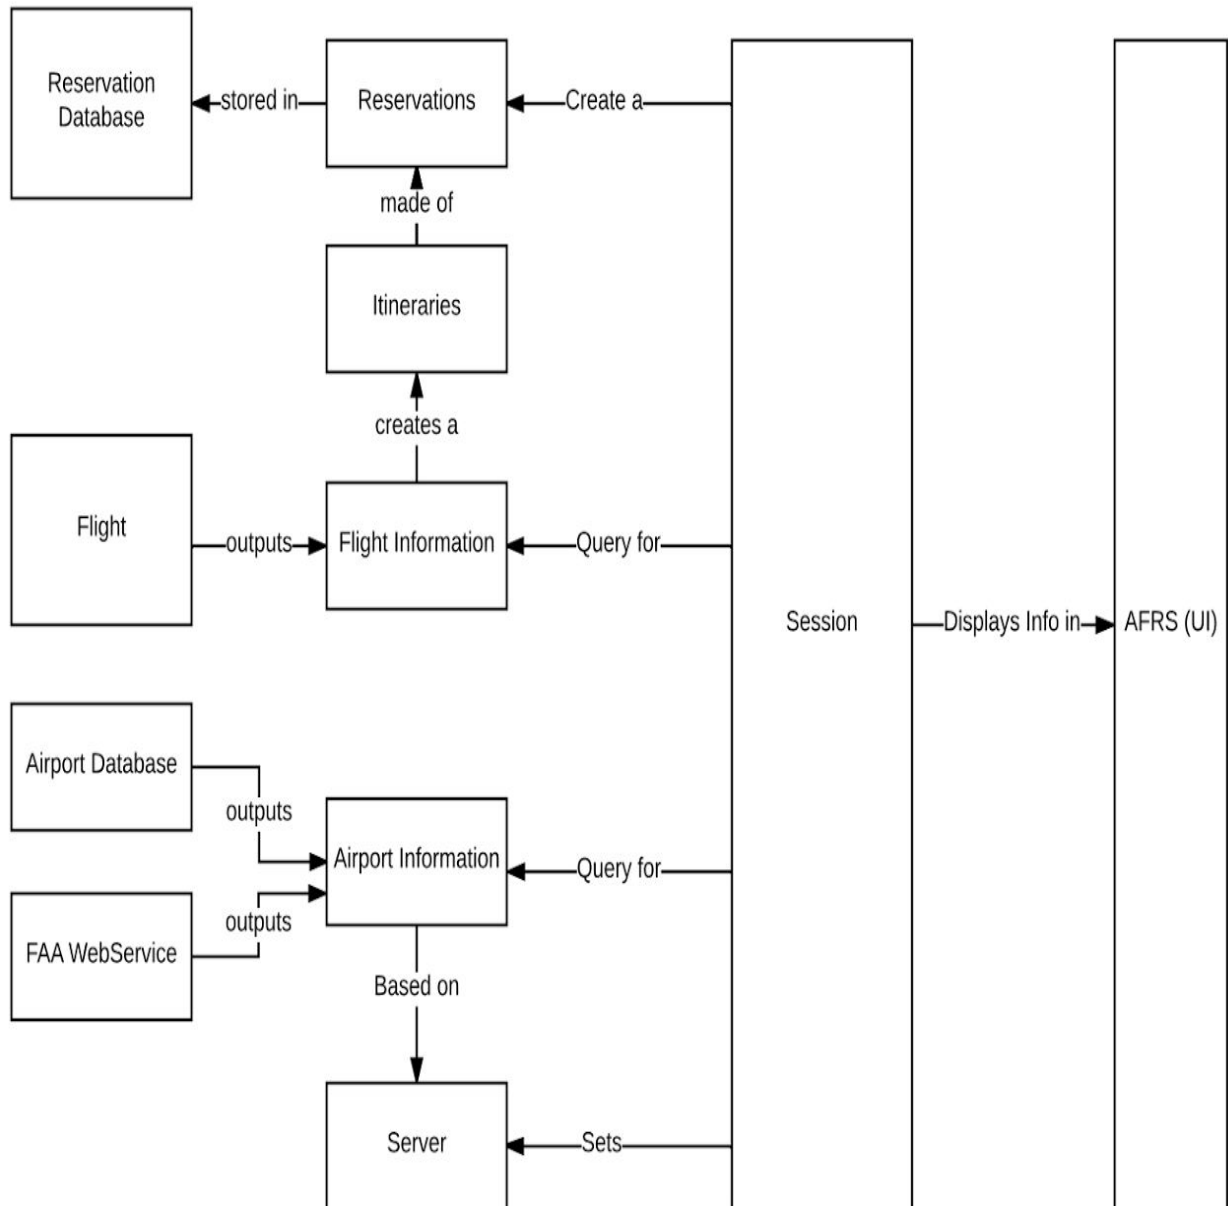 Reservation
Database
stored in
Reservations
Create a
made of
Itineraries
creates a
Flight
outputs
Flight Information
Query for
Session
Displays Info in
AFRS (UI)
Airport Database
outputs
Airport Information
Query for
outputs
FAA WebService
Based on
Server
Sets